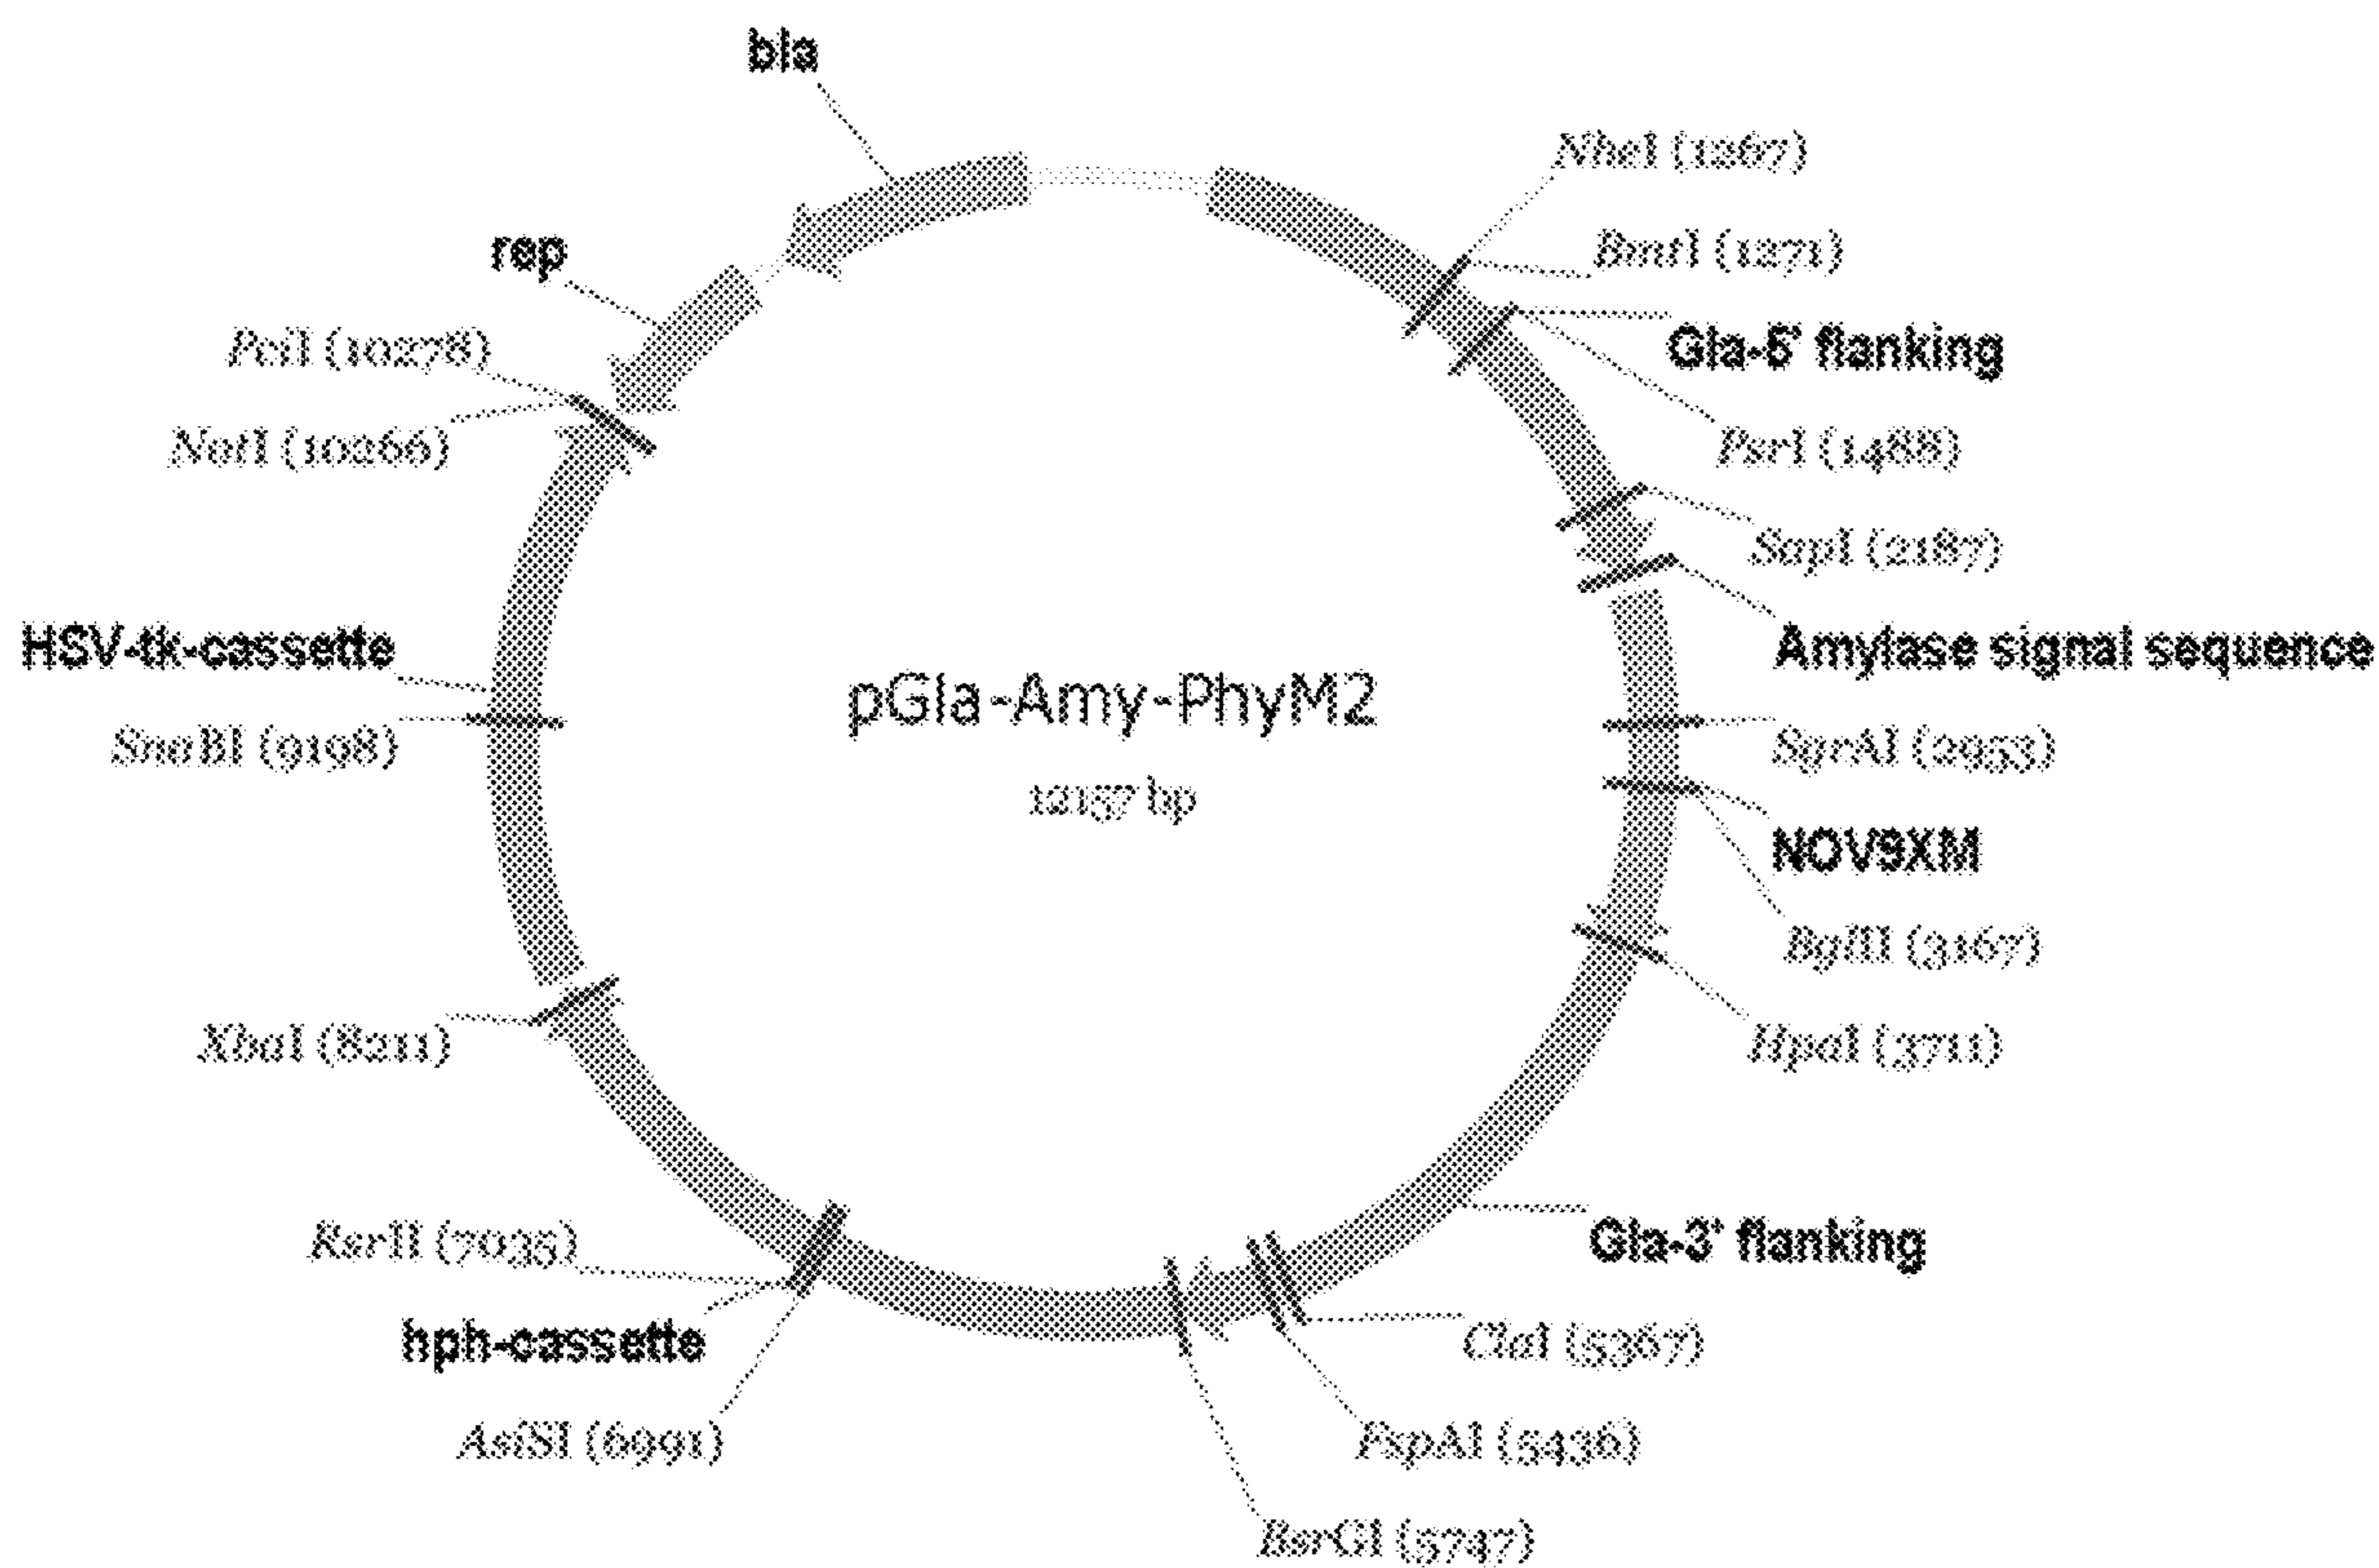 bla
NheI (1267)
BmtI (1271)
rep
Gla-5' flanking
PciI (10278)
NotI (10266)
PsrI (1488)
SapI (2187)
HSV-tk-cassette
Amylase signal sequence
pGla-Amy-PhyM2
SnaBI (9198)
SgrAI (2953)
12157 bp
NOV9XM
BglII (3167)
XbaI (8211)
HpaI (3711)
RsrII (7035)
Gla-3' flanking
hph-cassette
ClaI (5367)
AsiSI (6991)
FspAI (5436)
BsrGI (5747)